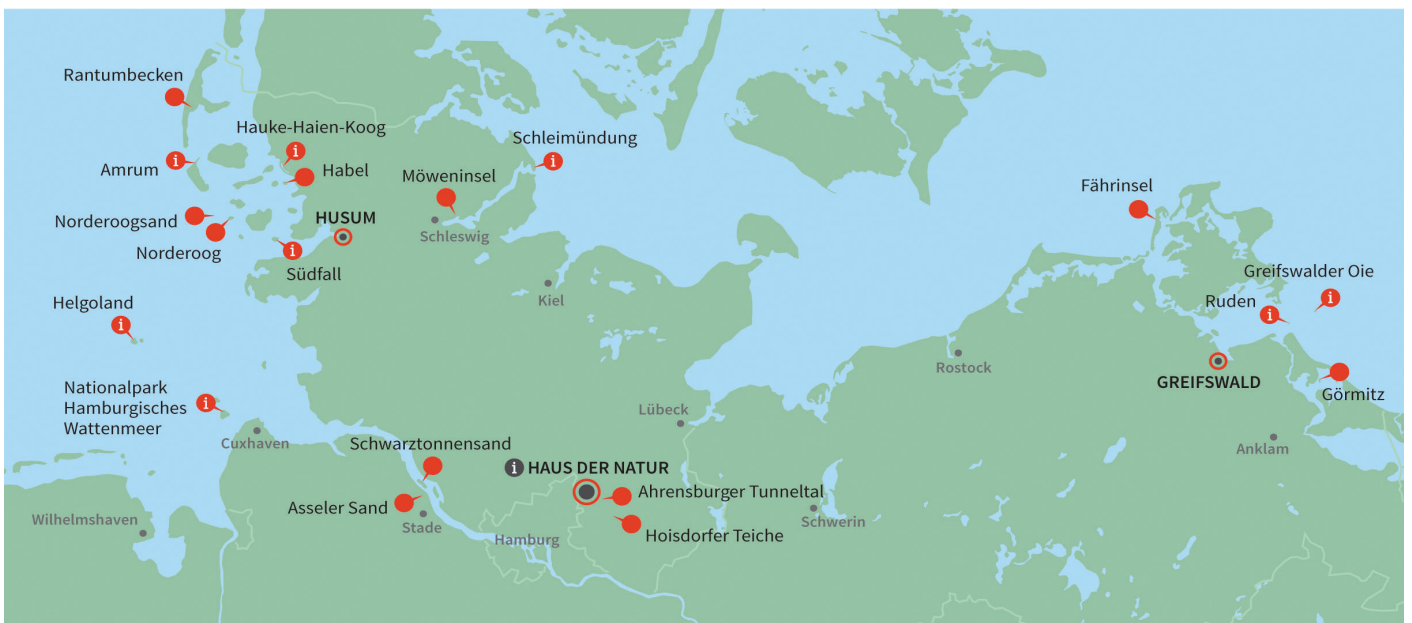 Rantumbecken
Hauke-Haien-Koog
Schleimündung
Amrum
Habel
Möweninsel
Fährinsel
Norderoogsand
HUSUM
Schleswig
Norderoog
Südfall
Greifswalder Oie
Helgoland
Kiel
Ruden
Rostock
GREIFSWALD
Görmitz
Nationalpark
Hamburgisches
Wattenmeer
Lübeck
Cuxhaven
Schwarztonnensand
Anklam
i HAUS DER NATUR
Ahrensburger Tunneltal
Asseler Sand
Wilhelmshaven
Stade
Schwerin
Hamburg
Hoisdorfer Teiche